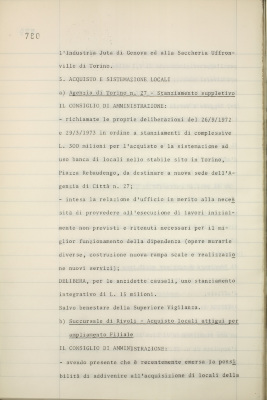 720
l'Industria Juta di Genova ed alla Saccheria Uffren-
ville di Torino.
2. ACQUISTO E SISTEMAZIONE LOCALI
a) Agenzia di Torino n. 27 - Stanziamento suppletivo
IL CONSIGLIO DI AMMINISTRAZIONE:
- richiamate le proprie deliberazioni del 26/8/1972
e 29/3/1973 in ordine a stanziamenti di complessive
L. 300 milioni per l'acquisto e la sistemazione ad
uso banca di locali nello stabile sito in Torino,
Piazza Rebaudengo, da destinare a nuova sede dell'A-
genzia di Città n. 27;
- intesa la relazione d'ufficio in merito alla neces
sità di provvedere all'esecuzione di lavori inizial-
mente non previsti e ritenuti necessari per il mi-
glior funzionamento della dipendenza (opere murarie
diverse, costruzione nuova rampa scale e realizzazio
ne nuovi servizi);
DELIBERA, per le anzidette causali, uno stanziamento
integrativo di L. 15 milioni.
Salvo benestare della Superiore Vigilanza.
b) Succursale di Rivoli - Acquisto locali attigui per
ampliamento Filiale
IL CONSIGLIO DI AMMINISTRAZIONE:
- avendo presente che è recentemente emersa la possi
bilità di addivenire all'acquisizione di locali della